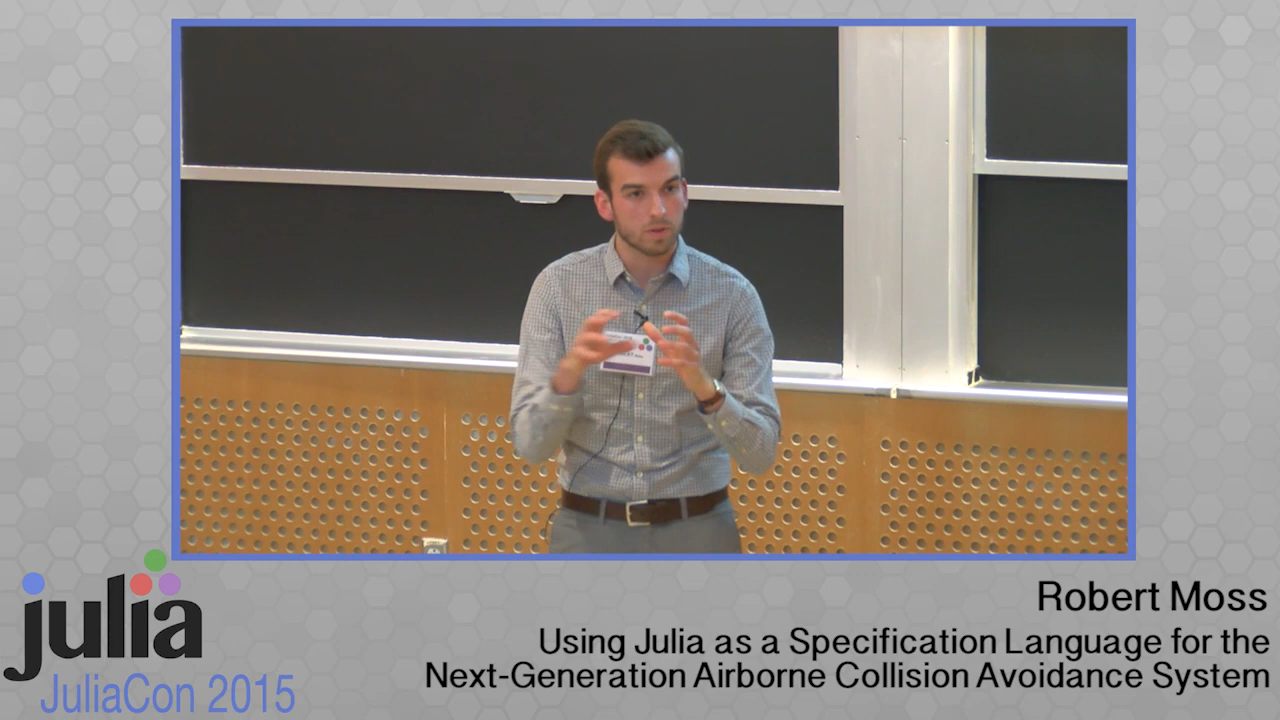 Robert Moss
Using Julia as a Specification Language for the
Next-Generation Airborne Collision Avoidance System
julia
JuliaCon 2015